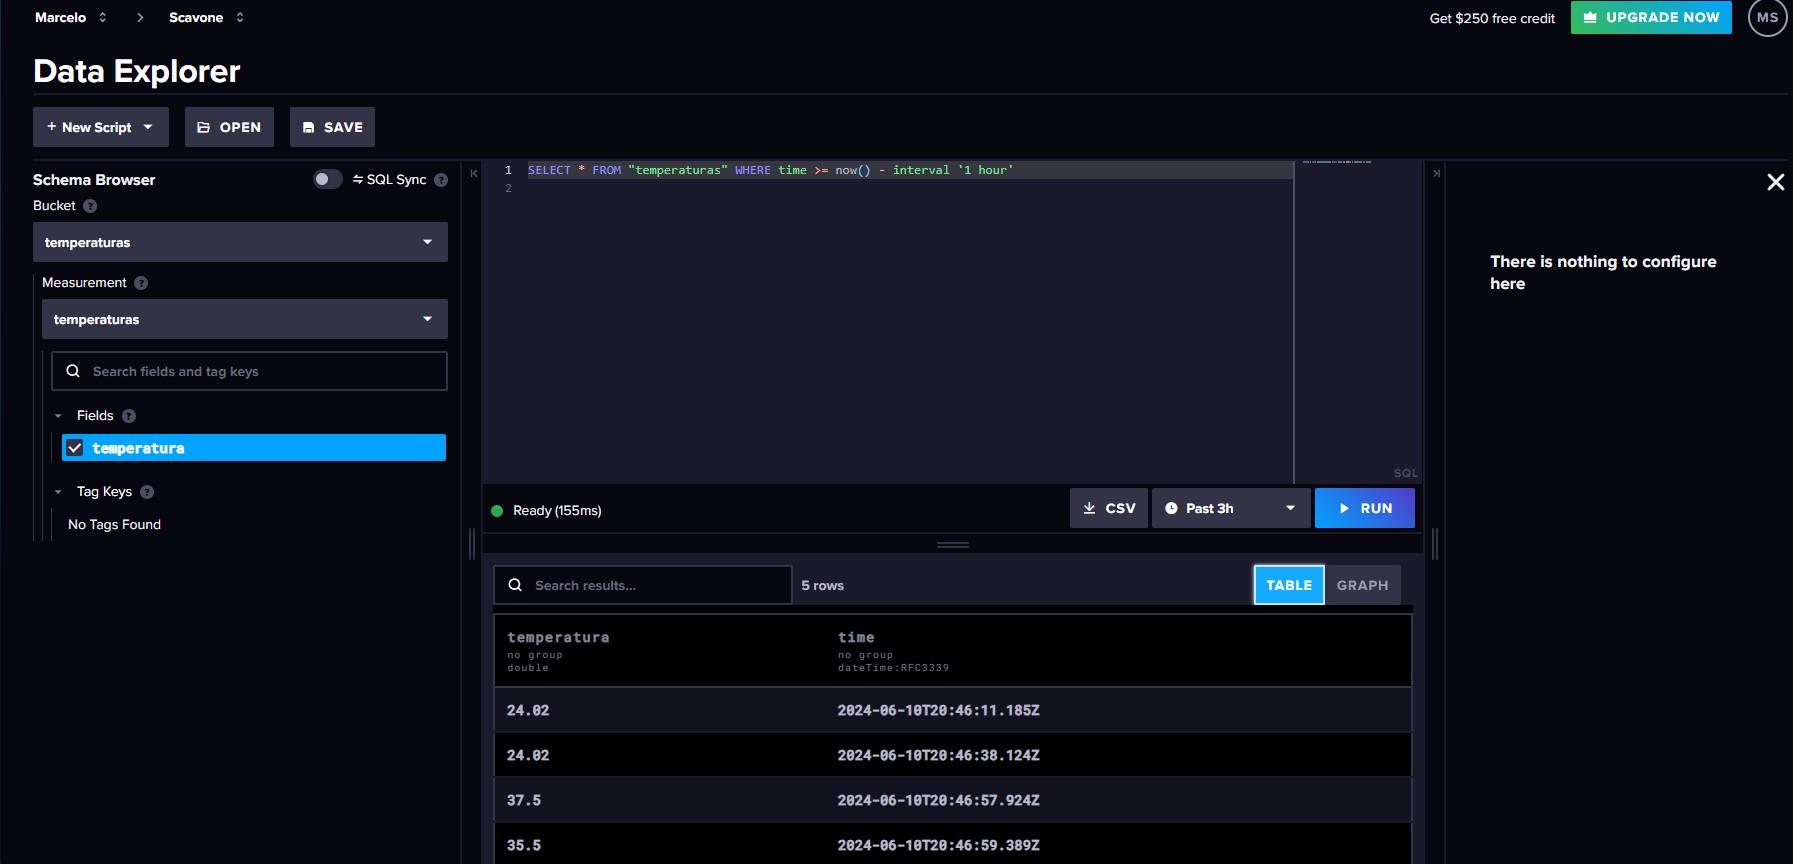 Marcelo
Scavone
Get $250 free credit
UPGRADE NOW
MS
Data Explorer
+ New Script
OPEN
SAVE
Schema Browser
SQL Sync
Bucket
temperaturas
Measurement
temperaturas
Search fields and tag keys
Fields
temperatura
Tag Keys
No Tags Found
1 SELECT * FROM "temperaturas" WHERE time >= now() - interval '1 hour'
2
SQL
Ready (155ms)
CSV
Past 3h
RUN
Search results...
5 rows
TABLE
GRAPH
temperatura time
no group no group
double dateTime:RFC3339
24.02 2024-06-10T20:46:11.185Z
24.02 2024-06-10T20:46:38.124Z
37.5 2024-06-10T20:46:57.924Z
35.5 2024-06-10T20:46:59.389Z
There is nothing to configure
here